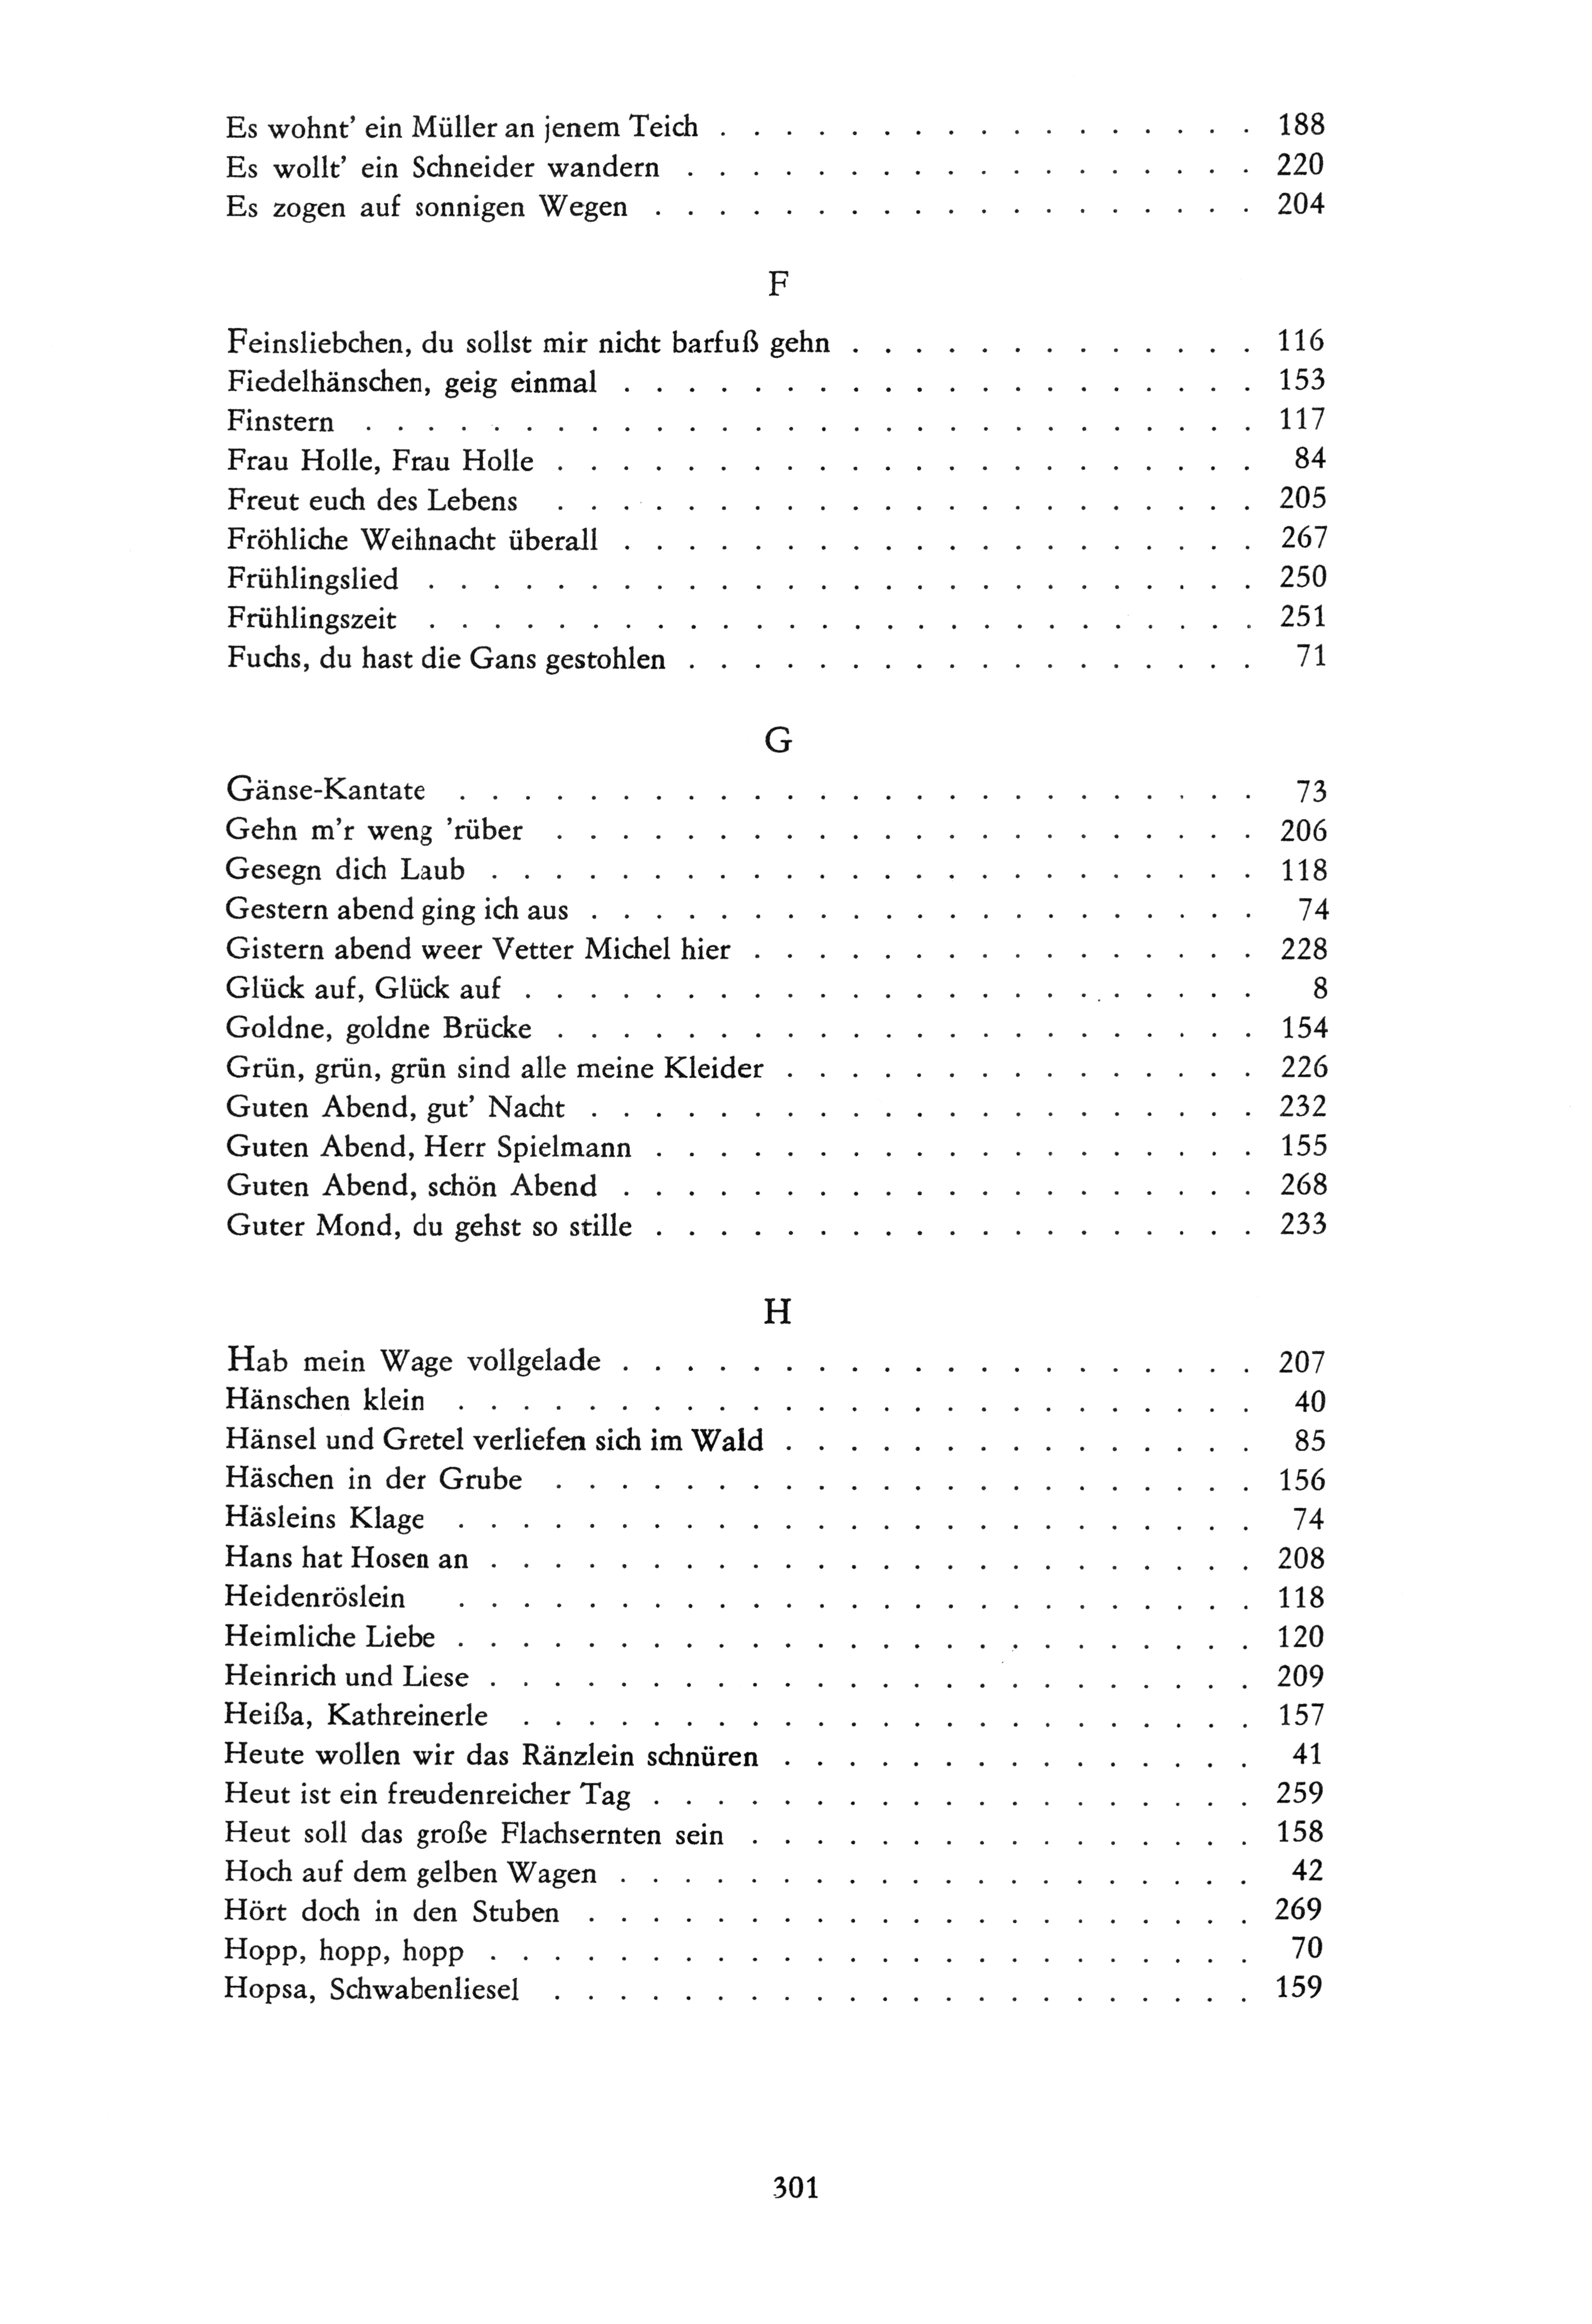 Es wohnt’ ein Müller an jenem Teich . . . . . . . . . . . . . . . . . 188
Es wollt’ ein Schneider wandern . . . . . . . . . . . . . . . . . . 220
Es zogen auf sonnigen Wegen . . . . . . . . . . . . . . . . . . . 204
F
Feinsliebchen, du sollst mir nicht barfuß gehn . . . . . . . . . . . . . 116
Fiedelhänschen, geig einmal . . . . . . . . . . . . . . . . . . . . 153
Finstern . . . . . . . . . . . . . . . . . . . . . . . . . . . . 117
Frau Holle, Frau Holle . . . . . . . . . . . . . . . . . . . . . . 84
Freut euch des Lebens . . . . . . . . . . . . . . . . . . . . . . 205
Fröhliche Weihnacht überall . . . . . . . . . . . . . . . . . . . . 267
Frühlingslied . . . . . . . . . . . . . . . . . . . . . . . . . . 250
Frühlingszeit . . . . . . . . . . . . . . . . . . . . . . . . . . 251
Fuchs, du hast die Gans gestohlen . . . . . . . . . . . . . . . . . . 71
G
Gänse-Kantate . . . . . . . . . . . . . . . . . . . . . . . . . 73
Gehn m’r weng ’rüber . . . . . . . . . . . . . . . . . . . . . . 206
Gesegn dich Laub . . . . . . . . . . . . . . . . . . . . . . . . 118
Gestern abend ging ich aus . . . . . . . . . . . . . . . . . . . . . 74
Gistern abend weer Vetter Michel hier . . . . . . . . . . . . . . . . 228
Glück auf, Glück auf . . . . . . . . . . . . . . . . . . . . . . . 8
Goldne, goldne Brücke . . . . . . . . . . . . . . . . . . . . . . 154
Grün, grün, grün sind alle meine Kleider . . . . . . . . . . . . . . . 226
Guten Abend, gut’ Nacht . . . . . . . . . . . . . . . . . . . . . 232
Guten Abend, Herr Spielmann . . . . . . . . . . . . . . . . . . . 155
Guten Abend, schön Abend . . . . . . . . . . . . . . . . . . . . 268
Guter Mond, du gehst so stille . . . . . . . . . . . . . . . . . . . 233
H
Hab mein Wage vollgelade . . . . . . . . . . . . . . . . . . . . 207
Hänschen klein . . . . . . . . . . . . . . . . . . . . . . . . . 40
Hänsel und Gretel verliefen sich im Wald . . . . . . . . . . . . . . . 85
Häschen in der Grube . . . . . . . . . . . . . . . . . . . . . . 156
Häsleins Klage . . . . . . . . . . . . . . . . . . . . . . . . . 74
Hans hat Hosen an . . . . . . . . . . . . . . . . . . . . . . . . 208
Heidenröslein . . . . . . . . . . . . . . . . . . . . . . . . . 118
Heimliche Liebe . . . . . . . . . . . . . . . . . . . . . . . . . 120
Heinrich und Liese . . . . . . . . . . . . . . . . . . . . . . . . 209
Heißa, Kathreinerle . . . . . . . . . . . . . . . . . . . . . . . 157
Heute wollen wir das Ränzlein schnüren . . . . . . . . . . . . . . . 41
Heut ist ein freudenreicher Tag . . . . . . . . . . . . . . . . . . . 259
Heut soll das große Flachsernten sein . . . . . . . . . . . . . . . . 158
Hoch auf dem gelben Wagen . . . . . . . . . . . . . . . . . . . . 42
Hört doch in den Stuben . . . . . . . . . . . . . . . . . . . . . 269
Hopp, hopp, hopp . . . . . . . . . . . . . . . . . . . . . . . . 70
Hopsa, Schwabenliesel . . . . . . . . . . . . . . . . . . . . . . 159
301